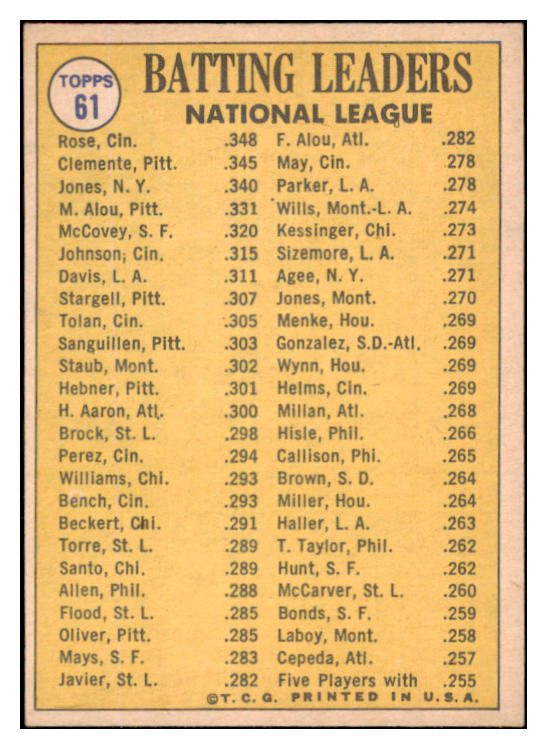 TOPPS
61
BATTING LEADERS
NATIONAL LEAGUE
Rose, Cin. .348
Clemente, Pitt. .345
Jones, N. Y. .340
M. Alou, Pitt. .331
McCovey, S. F. .320
Johnson, Cin. .315
Davis, L. A. .311
Stargell, Pitt. .307
Tolan, Cin. .305
Sanguillen, Pitt. .303
Staub, Mont. .302
Hebner, Pitt. .301
H. Aaron, Atl. .300
Brock, St. L. .298
Perez, Cin. .294
Williams, Chi. .293
Bench, Cin. .293
Beckert, Chi. .291
Torre, St. L. .289
Santo, Chi. .289
Allen, Phil. .288
Flood, St. L. .285
Oliver, Pitt. .285
Mays, S. F. .283
Javier, St. L. .282
F. Alou, Atl. .282
May, Cin. .278
Parker, L. A. .278
Wills, Mont.-L. A. .274
Kessinger, Chi. .273
Sizemore, L. A. .271
Agee, N. Y. .271
Jones, Mont. .270
Menke, Hou. .269
Gonzalez, S.D.-Atl. .269
Wynn, Hou. .269
Helms, Cin. .269
Millan, Atl. .268
Hisle, Phil. .266
Callison, Phi. .265
Brown, S. D. .264
Miller, Hou. .264
Haller, L. A. .263
T. Taylor, Phil. .262
Hunt, S. F. .262
McCarver, St. L. .260
Bonds, S. F. .259
Laboy, Mont. .258
Cepeda, Atl. .257
Five Players with .255
©T.C.G. PRINTED IN U.S.A.